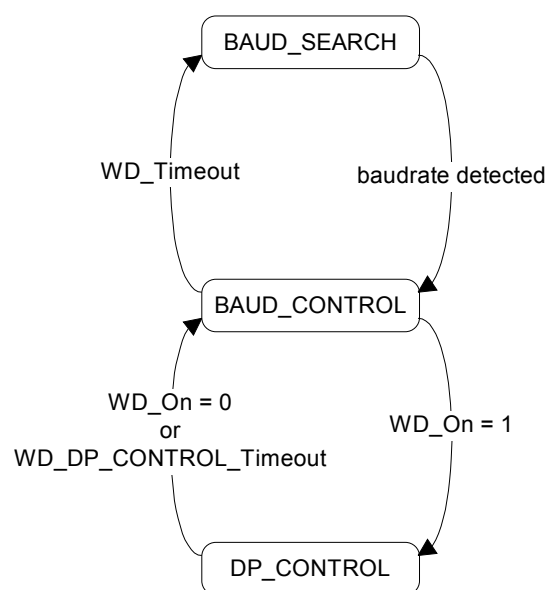 BAUD_SEARCH
WD_Timeout
baudrate detected
BAUD_CONTROL
WD_On = 0
or
WD_DP_CONTROL_Timeout
WD_On = 1
DP_CONTROL